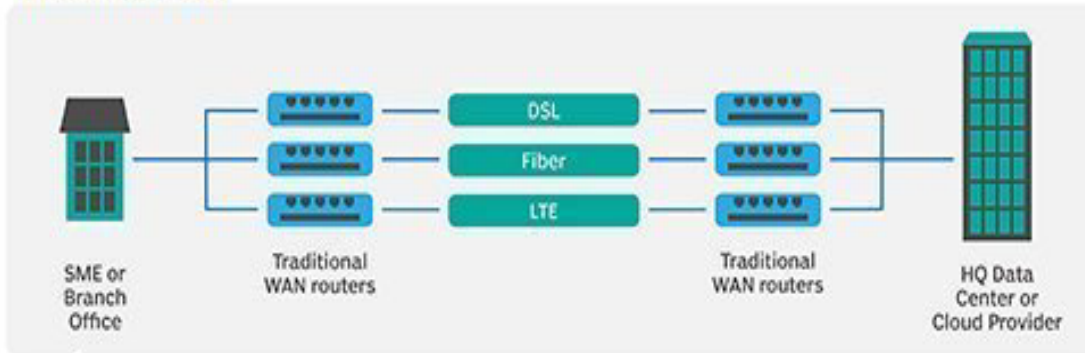 DSL
Fiber
LTE
Traditional
WAN routers
Traditional
WAN routers
SME or
Branch
Office
HQ Data
Center or
Cloud Provider